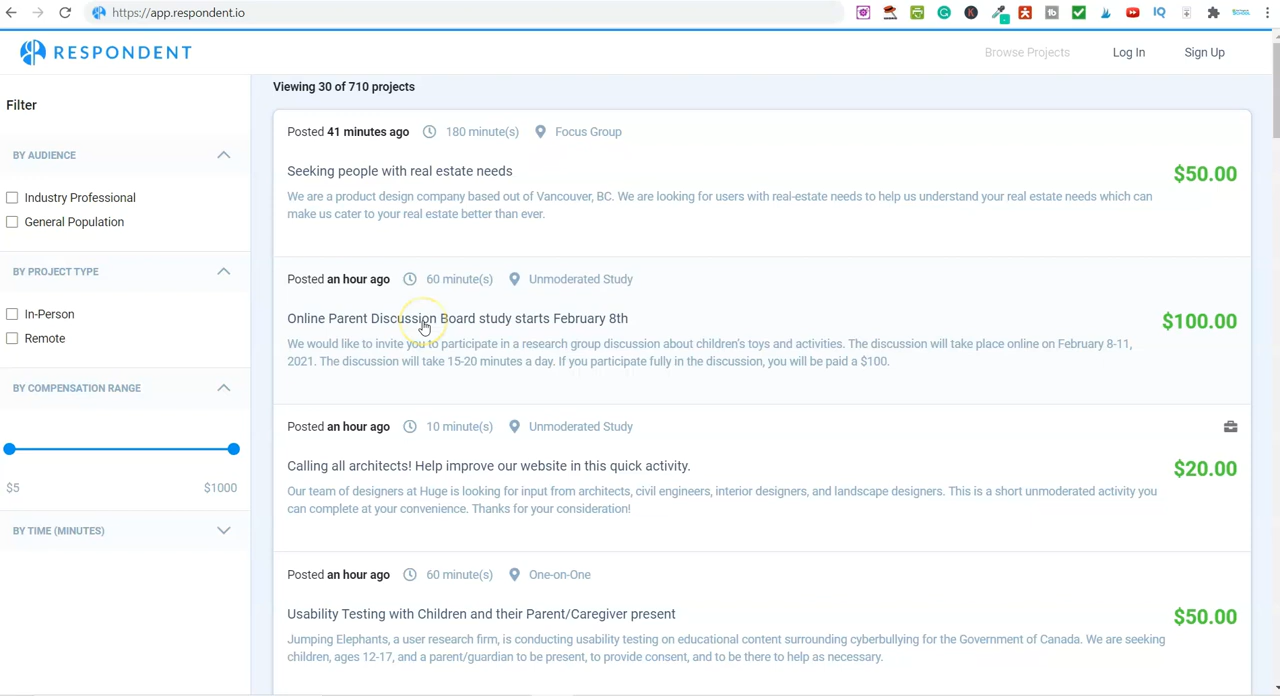 https://app.respondent.io
RESPONDENT
Browse Projects
Log In
Sign Up
Filter
BY AUDIENCE
Industry Professional
General Population
BY PROJECT TYPE
In-Person
Remote
BY COMPENSATION RANGE
$5
$1000
BY TIME (MINUTES)
Viewing 30 of 710 projects
Posted 41 minutes ago 180 minute(s) Focus Group
Seeking people with real estate needs
$50.00
We are a product design company based out of Vancouver, BC. We are looking for users with real-estate needs to help us understand your real estate needs which can
make us cater to your real estate better than ever.
Posted an hour ago 60 minute(s) Unmoderated Study
Online Parent Discussion Board study starts February 8th
$100.00
We would like to invite you to participate in a research group discussion about children's toys and activities. The discussion will take place online on February 8-11,
2021. The discussion will take 15-20 minutes a day. If you participate fully in the discussion, you will be paid a $100.
Posted an hour ago 10 minute(s) Unmoderated Study
Calling all architects! Help improve our website in this quick activity.
$20.00
Our team of designers at Huge is looking for input from architects, civil engineers, interior designers, and landscape designers. This is a short unmoderated activity you
can complete at your convenience. Thanks for your consideration!
Posted an hour ago 60 minute(s) One-on-One
Usability Testing with Children and their Parent/Caregiver present
$50.00
Jumping Elephants, a user research firm, is conducting usability testing on educational content surrounding cyberbullying for the Government of Canada. We are seeking
children, ages 12-17, and a parent/guardian to be present, to provide consent, and to be there to help as necessary.